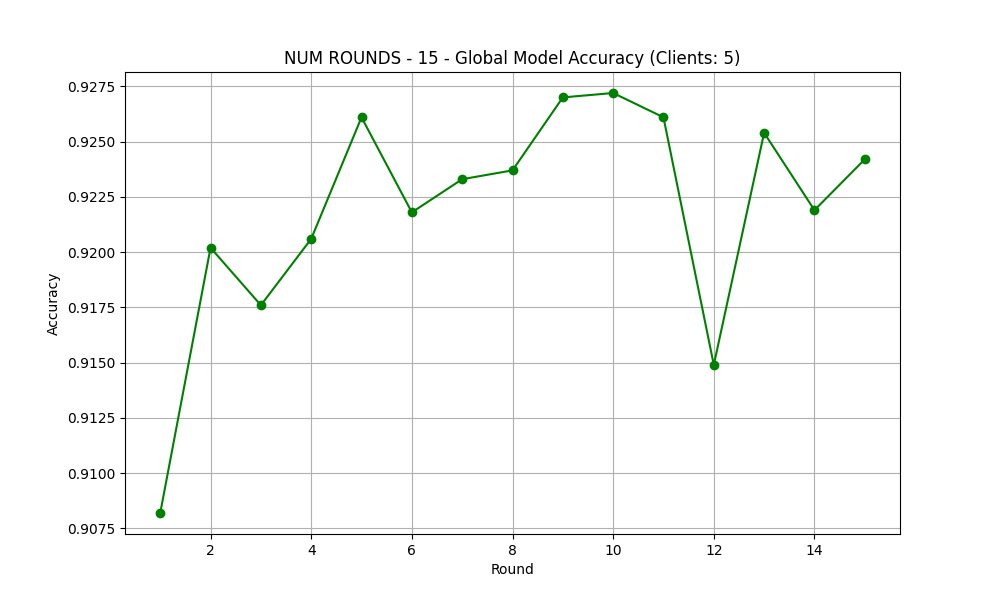 NUM ROUNDS - 15 - Global Model Accuracy (Clients: 5)
0.9275
0.9250
0.9225
0.9200
0.9175
0.9150
0.9125
0.9100
0.9075
Accuracy
2 4 6 8 10 12 14
Round